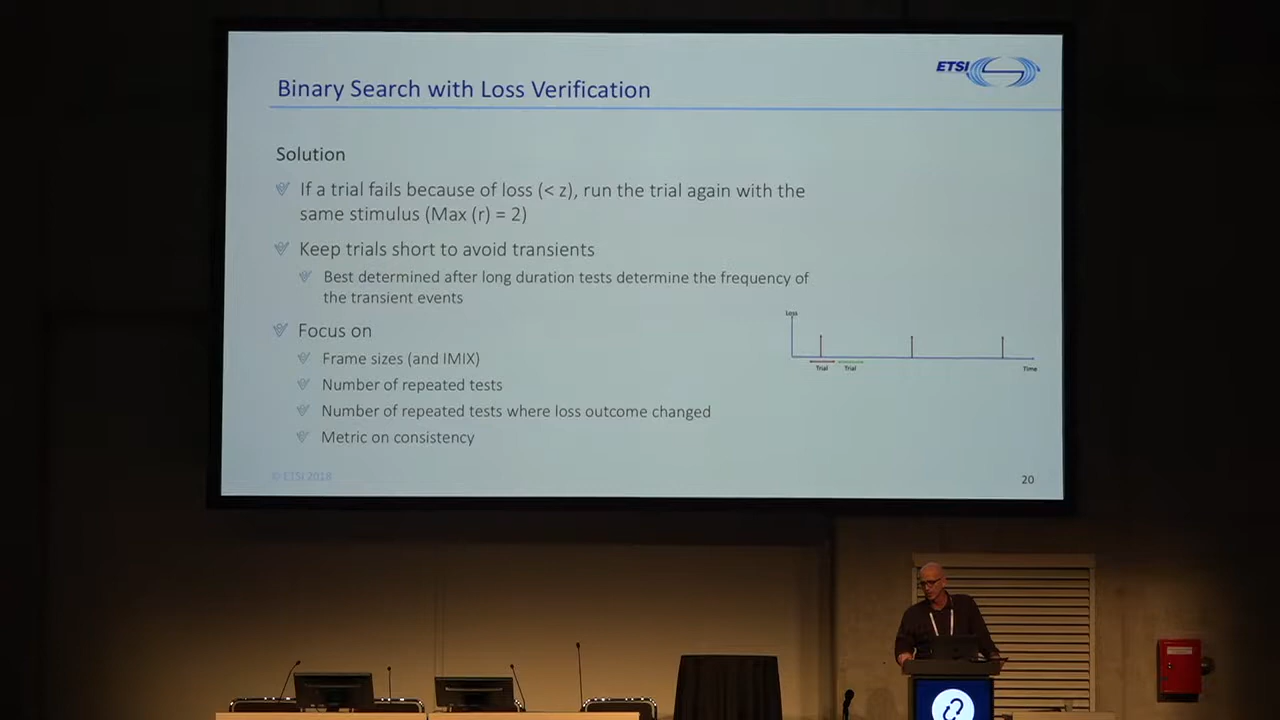 ETSI
Binary Search with Loss Verification
Solution
If a trial fails because of loss (< z), run the trial again with the
same stimulus (Max (r) = 2)
Keep trials short to avoid transients
Best determined after long duration tests determine the frequency of
the transient events
Focus on
Frame sizes (and IMIX)
Number of repeated tests
Number of repeated tests where loss outcome changed
Metric on consistency
Loss
Trial Trial
Time
© ETSI 2018
20